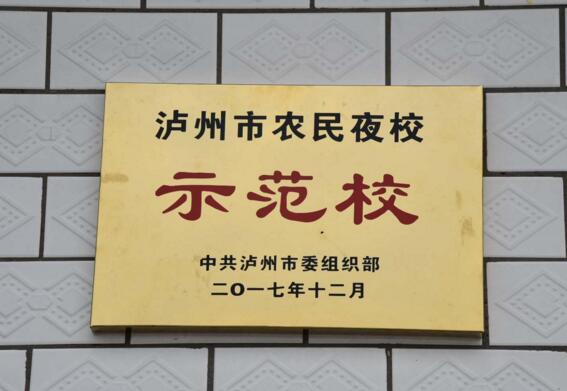 泸州市农民夜校
示范校
中共泸州市委组织部
二〇一七年十二月